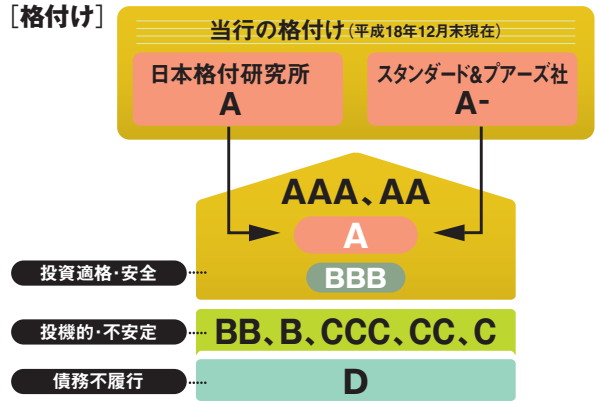 [格付け]
当行の格付け(平成18年12月末現在)
日本格付研究所
A
スタンダード&プアーズ社
A-
AAA、AA
A
投資適格・安全
BBB
投機的・不安定
BB、B、CCC、CC、C
債務不履行
D